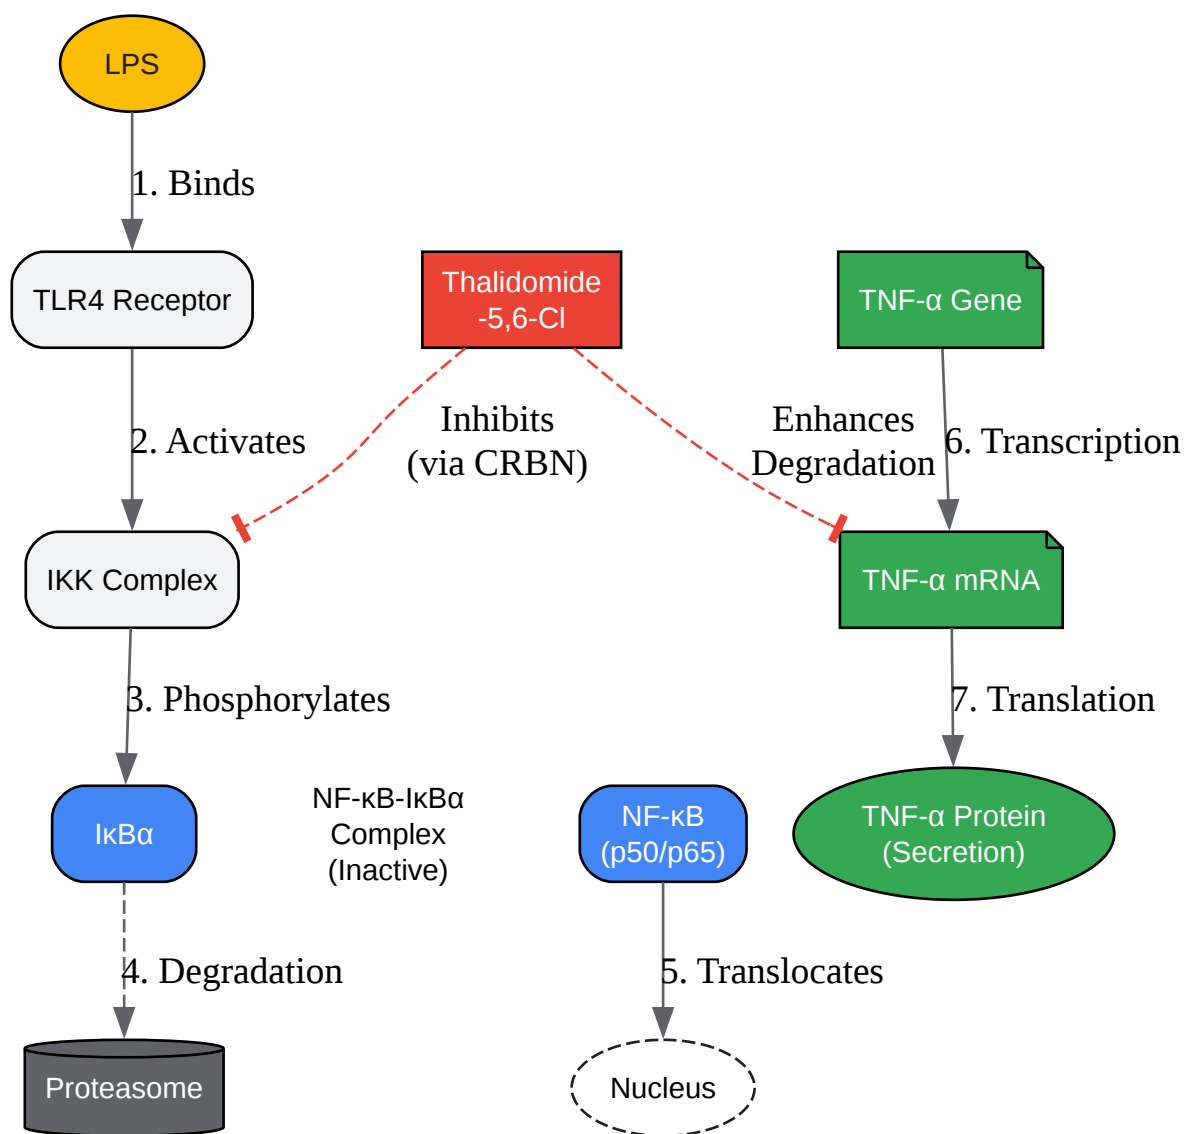 LPS
1. Binds
TLR4 Receptor
Thalidomide
-5,6-Cl
TNF-α Gene
2. Activates
Inhibits
(via CRBN)
Enhances
Degradation
6. Transcription
IKK Complex
TNF-α mRNA
3. Phosphorylates
7. Translation
IκBα
NF-κB-IκBα
Complex
(Inactive)
NF-κB
(p50/p65)
TNF-α Protein
(Secretion)
4. Degradation
5. Translocates
Proteasome
Nucleus